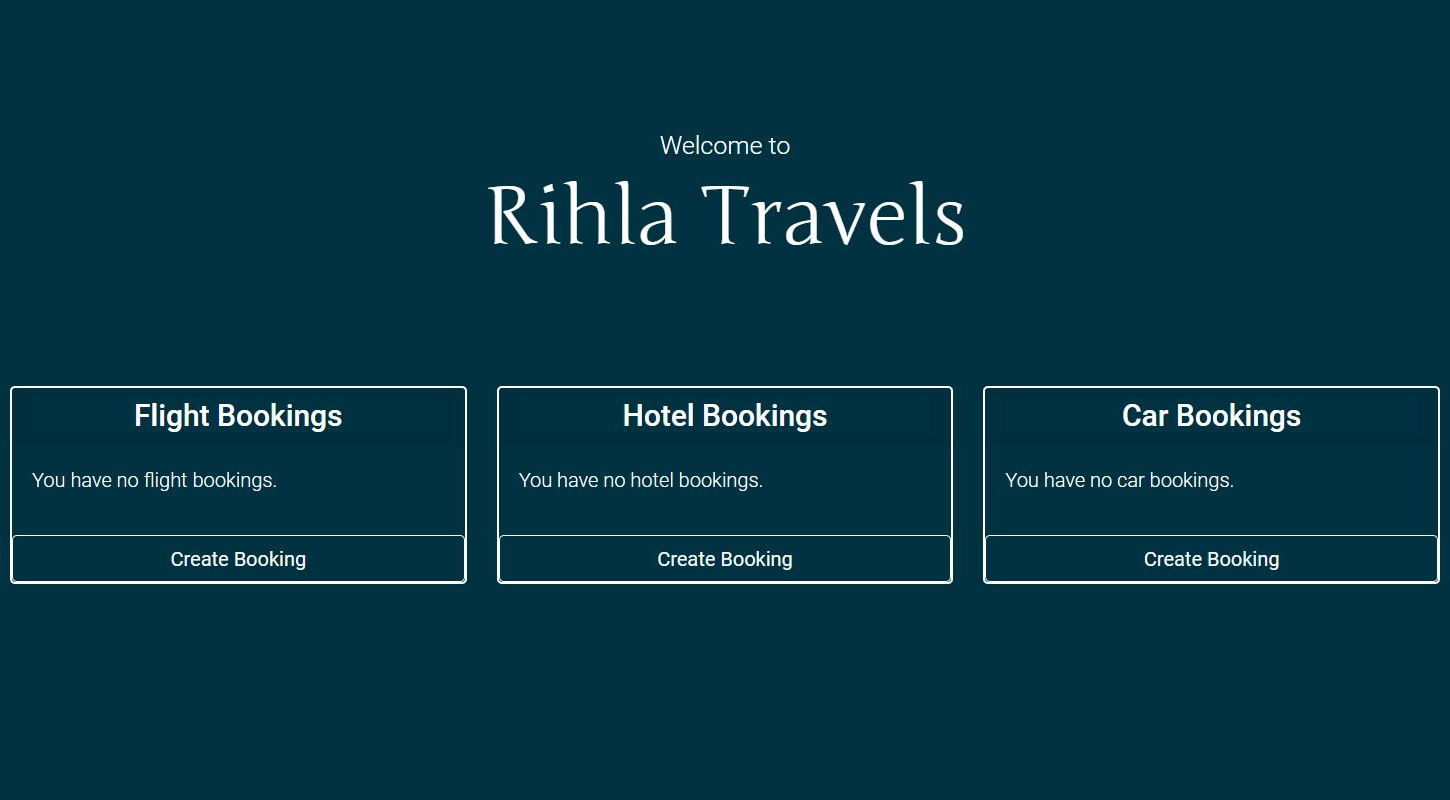 Welcome to
Rihla Travels
Flight Bookings
You have no flight bookings.
Create Booking
Hotel Bookings
You have no hotel bookings.
Create Booking
Car Bookings
You have no car bookings.
Create Booking